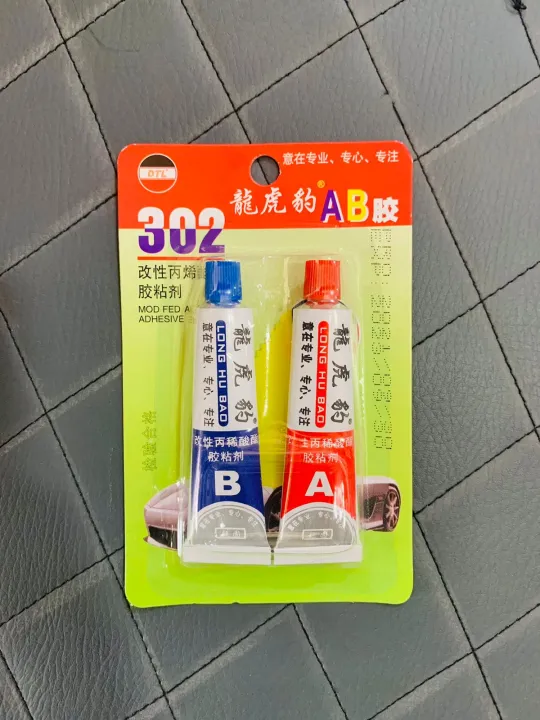 意在专业、专心、专注
DTL
龍虎豹® AB胶
302
改性丙烯
胶粘剂
MOD FED A
ADHESIVE
龍虎豹
LONG HU BAO
意在专业、专心、专注
改性丙稀酸酯
胶粘剂
B
龍虎豹
LONG HU BAO
意在专业、专心、专注
性丙稀酸酯
胶粘剂
A